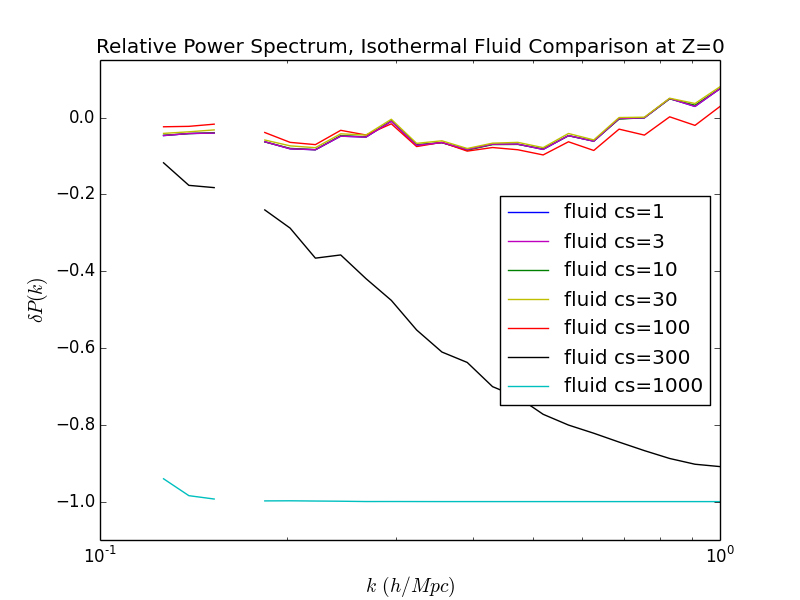 Relative Power Spectrum, Isothermal Fluid Comparison at Z=0
0.0
−0.2
−0.4
−0.6
−0.8
−1.0
δP(k)
fluid cs=1
fluid cs=3
fluid cs=10
fluid cs=30
fluid cs=100
fluid cs=300
fluid cs=1000
10⁻¹
10⁰
k (h/Mpc)